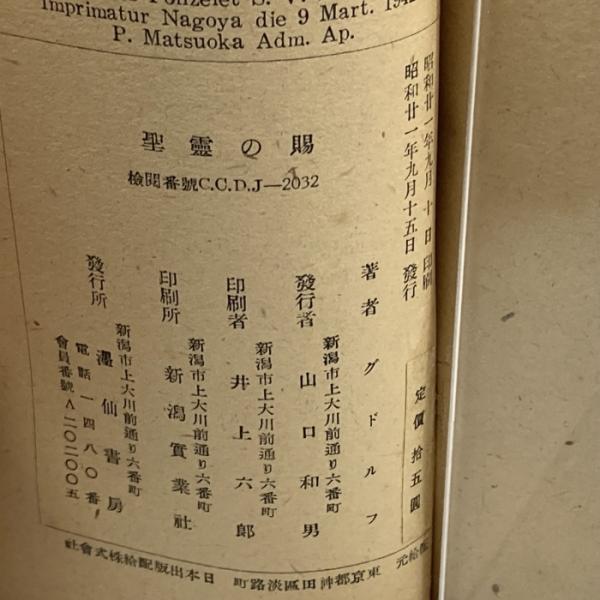 Imprimatur Nagoya die 9 Mart.
P. Matsuoka Adm. Ap.
賜の靈聖
檢閱番號C.C.D.J—2032
昭和廿一年九月十日 印刷
昭和廿一年九月十五日 發行
定價拾五圓
著者 グドルフ
新潟市上大川前通り六番町
發行者 山口和男
新潟市上大川前通り六番町
印刷者 井上六郎
新潟市上大川前通り六番町
印刷所 新潟實業社
新潟市上大川前通り六番町
發行所 仙書房
電話一四八〇番
會員番號A二〇二〇〇五
元 東京都神田區淡路町 日本出版配給株式會社